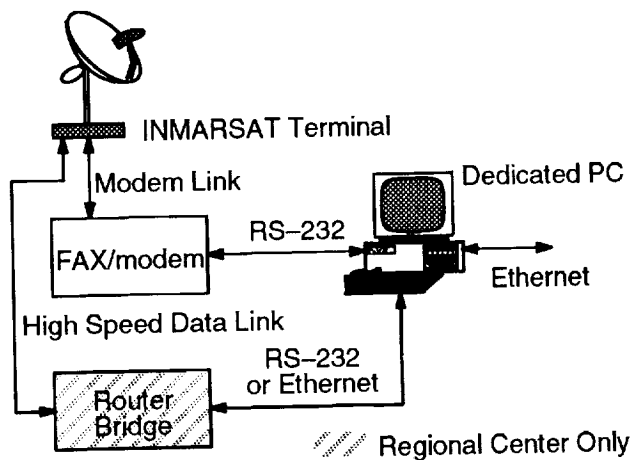 INMARSAT Terminal
Modem Link
Dedicated PC
RS-232
FAX/modem
Ethernet
High Speed Data Link
RS-232
or Ethernet
Router
Bridge
Regional Center Only